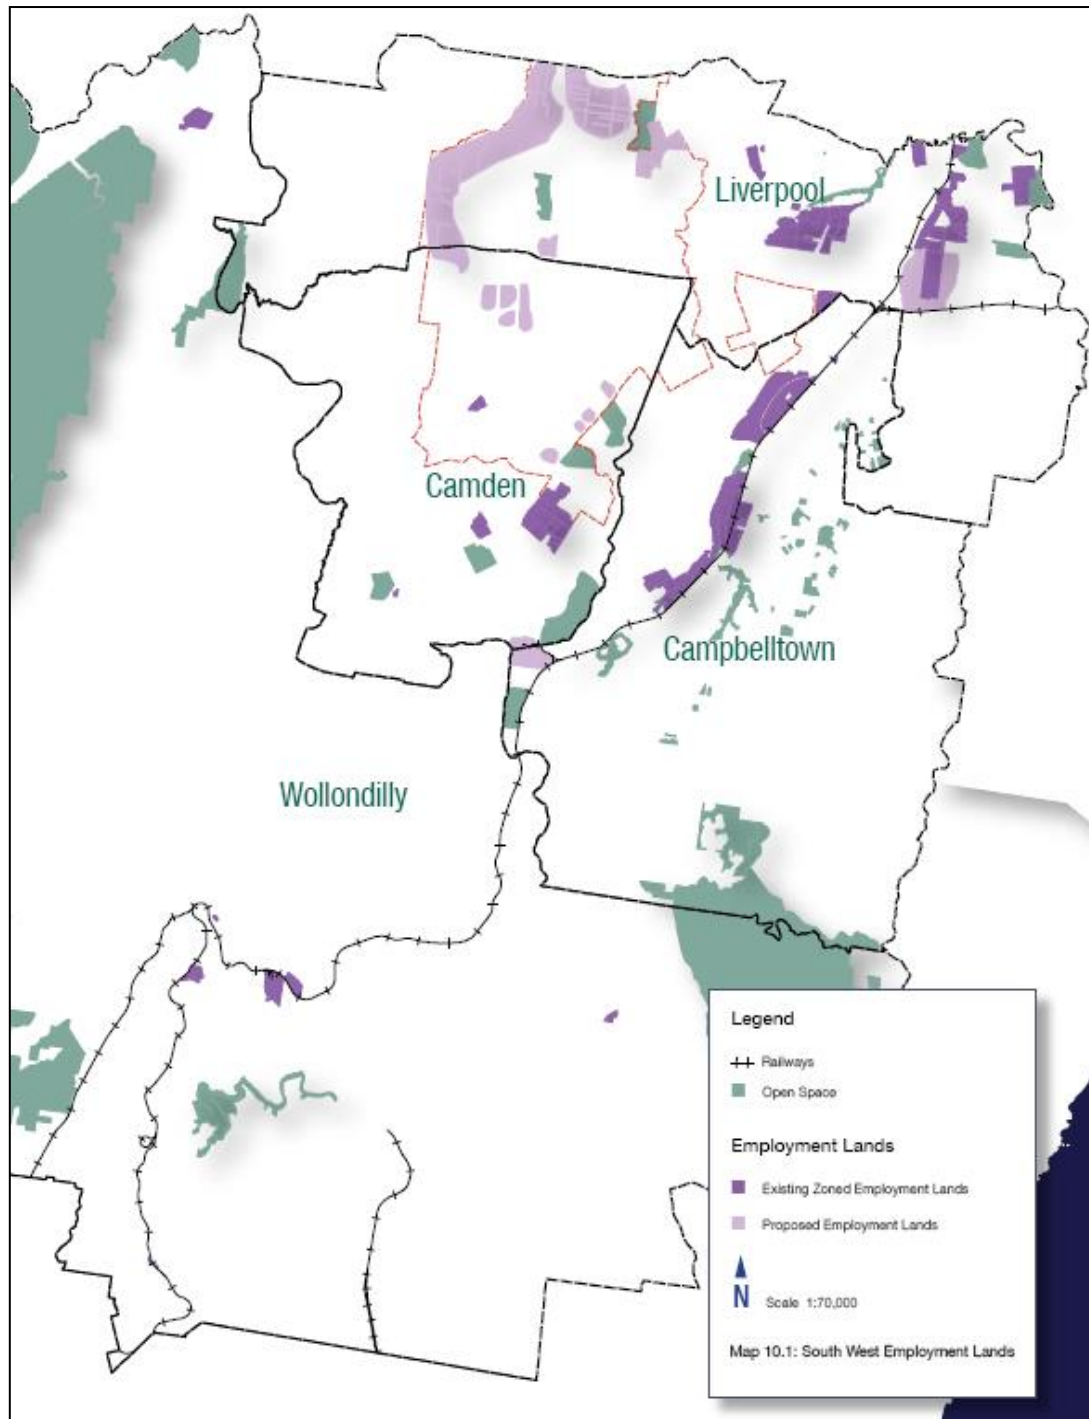 Liverpool
Camden
Campbelltown
Wollondilly
Legend
Railways
Open Space
Employment Lands
Existing Zoned Employment Lands
Proposed Employment Lands
N
Scale 1:70,000
Map 10.1: South West Employment Lands